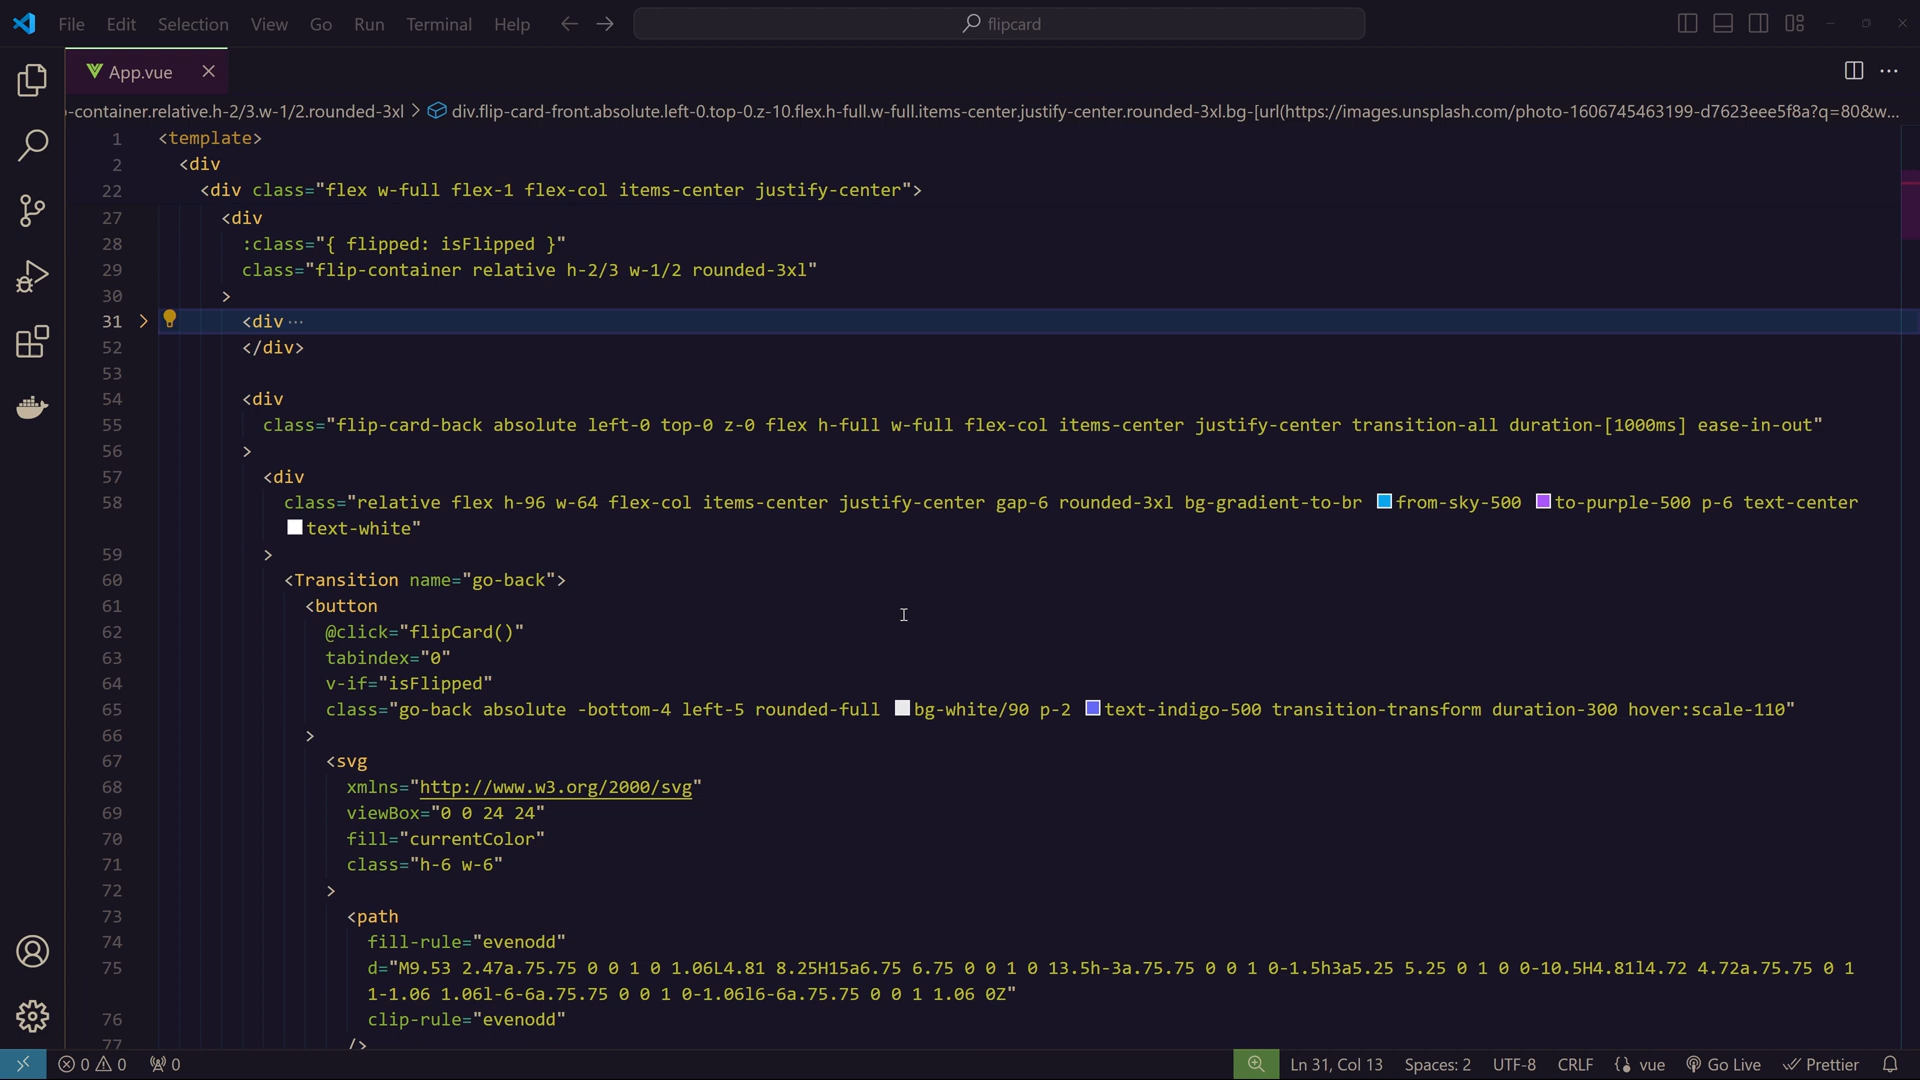 File Edit Selection View Go Run Terminal Help flipcard
App.vue
-container.relative.h-2/3.w-1/2.rounded-3xl > div.flip-card-front.absolute.left-0.top-0.z-10.flex.h-full.w-full.items-center.justify-center.rounded-3xl.bg-[url(https://images.unsplash.com/photo-1606745463199-d7623eee5f8a?q=80&w...
1 <template>
2 <div
22 <div class="flex w-full flex-1 flex-col items-center justify-center">
27 <div
28 :class="{ flipped: isFlipped }"
29 class="flip-container relative h-2/3 w-1/2 rounded-3xl"
30 >
31 <div ...
52 </div>
53
54 <div
55 class="flip-card-back absolute left-0 top-0 z-0 flex h-full w-full flex-col items-center justify-center transition-all duration-[1000ms] ease-in-out"
56 >
57 <div
58 class="relative flex h-96 w-64 flex-col items-center justify-center gap-6 rounded-3xl bg-gradient-to-br from-sky-500 to-purple-500 p-6 text-center
text-white"
59 >
60 <Transition name="go-back">
61 <button
62 @click="flipCard()"
63 tabindex="0"
64 v-if="isFlipped"
65 class="go-back absolute -bottom-4 left-5 rounded-full bg-white/90 p-2 text-indigo-500 transition-transform duration-300 hover:scale-110"
66 >
67 <svg
68 xmlns="http://www.w3.org/2000/svg"
69 viewBox="0 0 24 24"
70 fill="currentColor"
71 class="h-6 w-6"
72 >
73 <path
74 fill-rule="evenodd"
75 d="M9.53 2.47a.75.75 0 0 1 0 1.06L4.81 8.25H15a6.75 6.75 0 0 1 0 13.5h-3a.75.75 0 0 1 0-1.5h3a5.25 5.25 0 1 0 0-10.5H4.81l4.72 4.72a.75.75 0 1
1-1.06 1.06l-6-6a.75.75 0 0 1 0-1.06l6-6a.75.75 0 0 1 1.06 0Z"
76 clip-rule="evenodd"
77 />
0 0 0 Ln 31, Col 13 Spaces: 2 UTF-8 CRLF {} vue Go Live Prettier